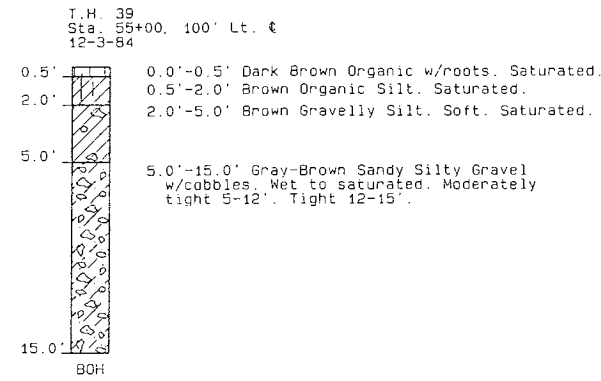 T.H. 39
Sta. 55+00, 100' Lt. ℄
12-3-84
0.5' 0.0'-0.5' Dark Brown Organic w/roots. Saturated.
0.5'-2.0' Brown Organic Silt. Saturated.
2.0' 2.0'-5.0' Brown Gravelly Silt. Soft. Saturated.
5.0' 5.0'-15.0' Gray-Brown Sandy Silty Gravel
w/cobbles. Wet to saturated. Moderately
tight 5-12'. Tight 12-15'.
15.0'
BOH